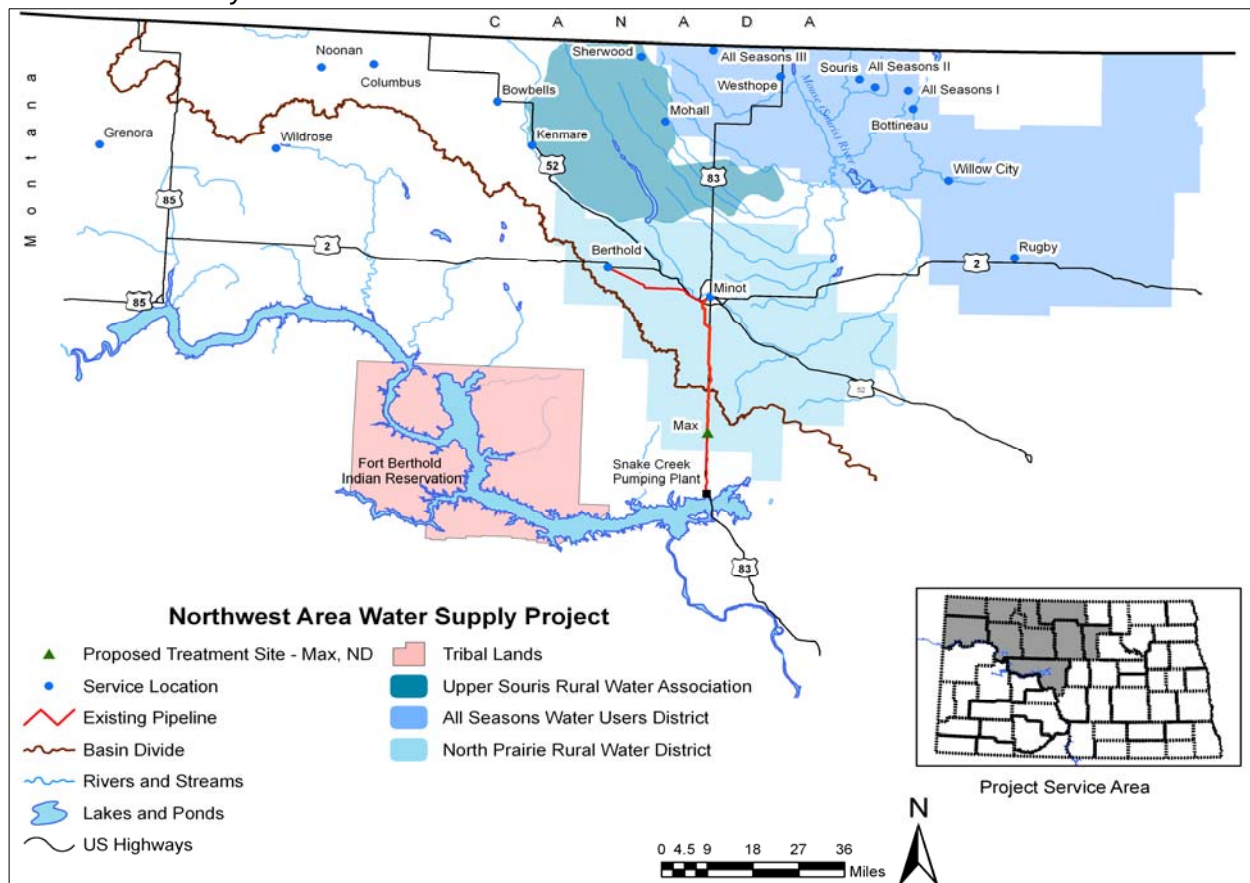 C A N A D A
Montana
Noonan
Columbus
Grenora
Wildrose
Bowbells
Kenmare
Sherwood
Mohall
All Seasons III
Westhope
Souris
All Seasons II
All Seasons I
Bottineau
Mouse (Souris) River
Willow City
Rugby
52
83
85
2
2
85
Berthold
Minot
52
Max
Snake Creek
Pumping Plant
Fort Berthold
Indian Reservation
83
Northwest Area Water Supply Project
Proposed Treatment Site - Max, ND
Service Location
Existing Pipeline
Basin Divide
Rivers and Streams
Lakes and Ponds
US Highways
Tribal Lands
Upper Souris Rural Water Association
All Seasons Water Users District
North Prairie Rural Water District
Project Service Area
N
0 4.5 9 18 27 36
Miles